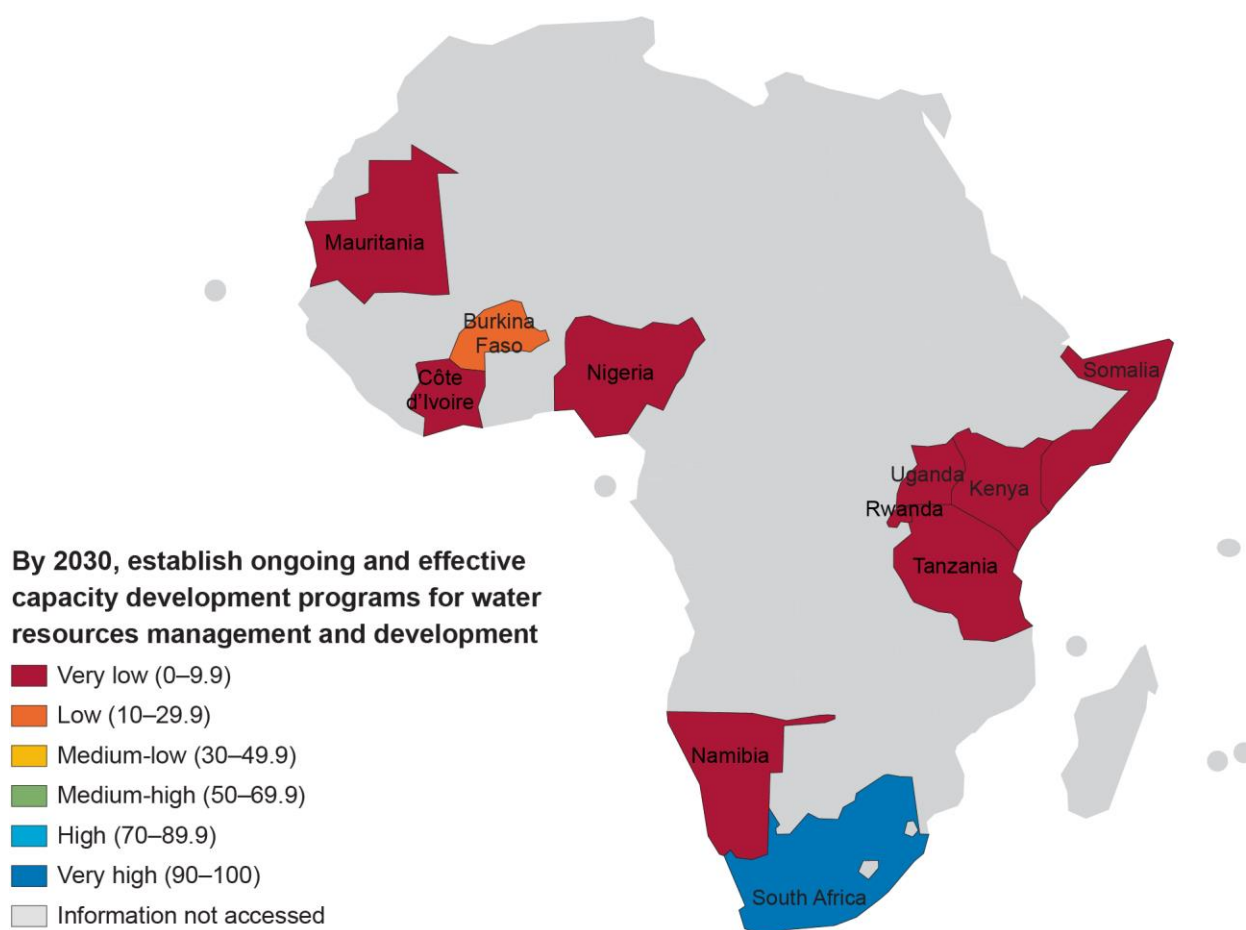 Mauritania
Burkina
Faso
Côte
d'Ivoire
Nigeria
Somalia
Uganda
Kenya
Rwanda
Tanzania
Namibia
South Africa
By 2030, establish ongoing and effective
capacity development programs for water
resources management and development
Very low (0–9.9)
Low (10–29.9)
Medium-low (30–49.9)
Medium-high (50–69.9)
High (70–89.9)
Very high (90–100)
Information not accessed